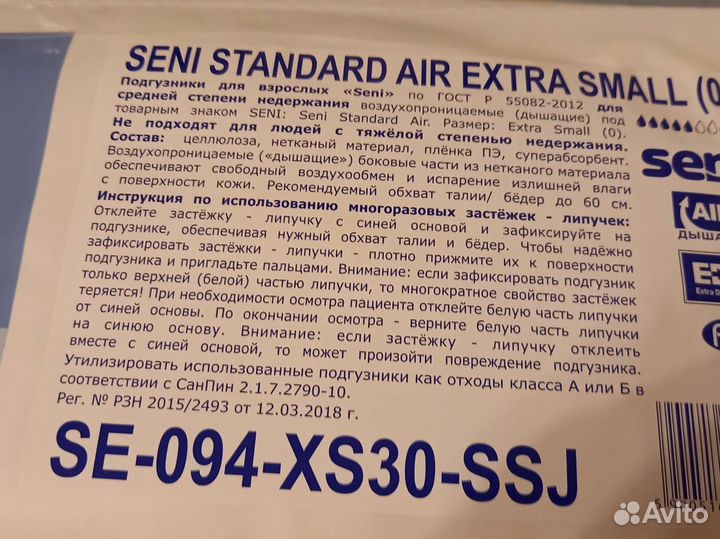 SENI STANDARD AIR EXTRA SMALL (0
Подгузники для взрослых «Seni» по ГОСТ Р 55082-2012 для
средней степени недержания воздухопроницаемые (дышащие) под
товарным знаком SENI: Seni Standard Air. Размер: Extra Small (0).
Не подходят для людей с тяжёлой степенью недержания.
Состав: целлюлоза, нетканый материал, плёнка ПЭ, суперабсорбент.
Воздухопроницаемые («дышащие») боковые части из нетканого материала
обеспечивают свободный воздухообмен и испарение излишней влаги
с поверхности кожи. Рекомендуемый обхват талии/ бёдер до 60 см.
Инструкция по использованию многоразовых застёжек - липучек:
Отклейте застёжку - липучку с синей основой и зафиксируйте на
подгузнике, обеспечивая нужный обхват талии и бёдер. Чтобы надёжно
зафиксировать застёжки - липучки - плотно прижмите их к поверхности
подгузника и пригладьте пальцами. Внимание: если зафиксировать подгузник
только верхней (белой) частью липучки, то многократное свойство застёжек
теряется! При необходимости осмотра пациента отклейте белую часть липучки
от синей основы. По окончании осмотра - верните белую часть липучки
на синюю основу. Внимание: если застёжку - липучку отклеить
вместе с синей основой, то может произойти повреждение подгузника.
Утилизировать использованные подгузники как отходы класса А или Б в
соответствии с СанПин 2.1.7.2790-10.
Рег. № РЗН 2015/2493 от 12.03.2018 г.
SE-094-XS30-SSJ
sen
AI
ДЫША
Extra D
Avito